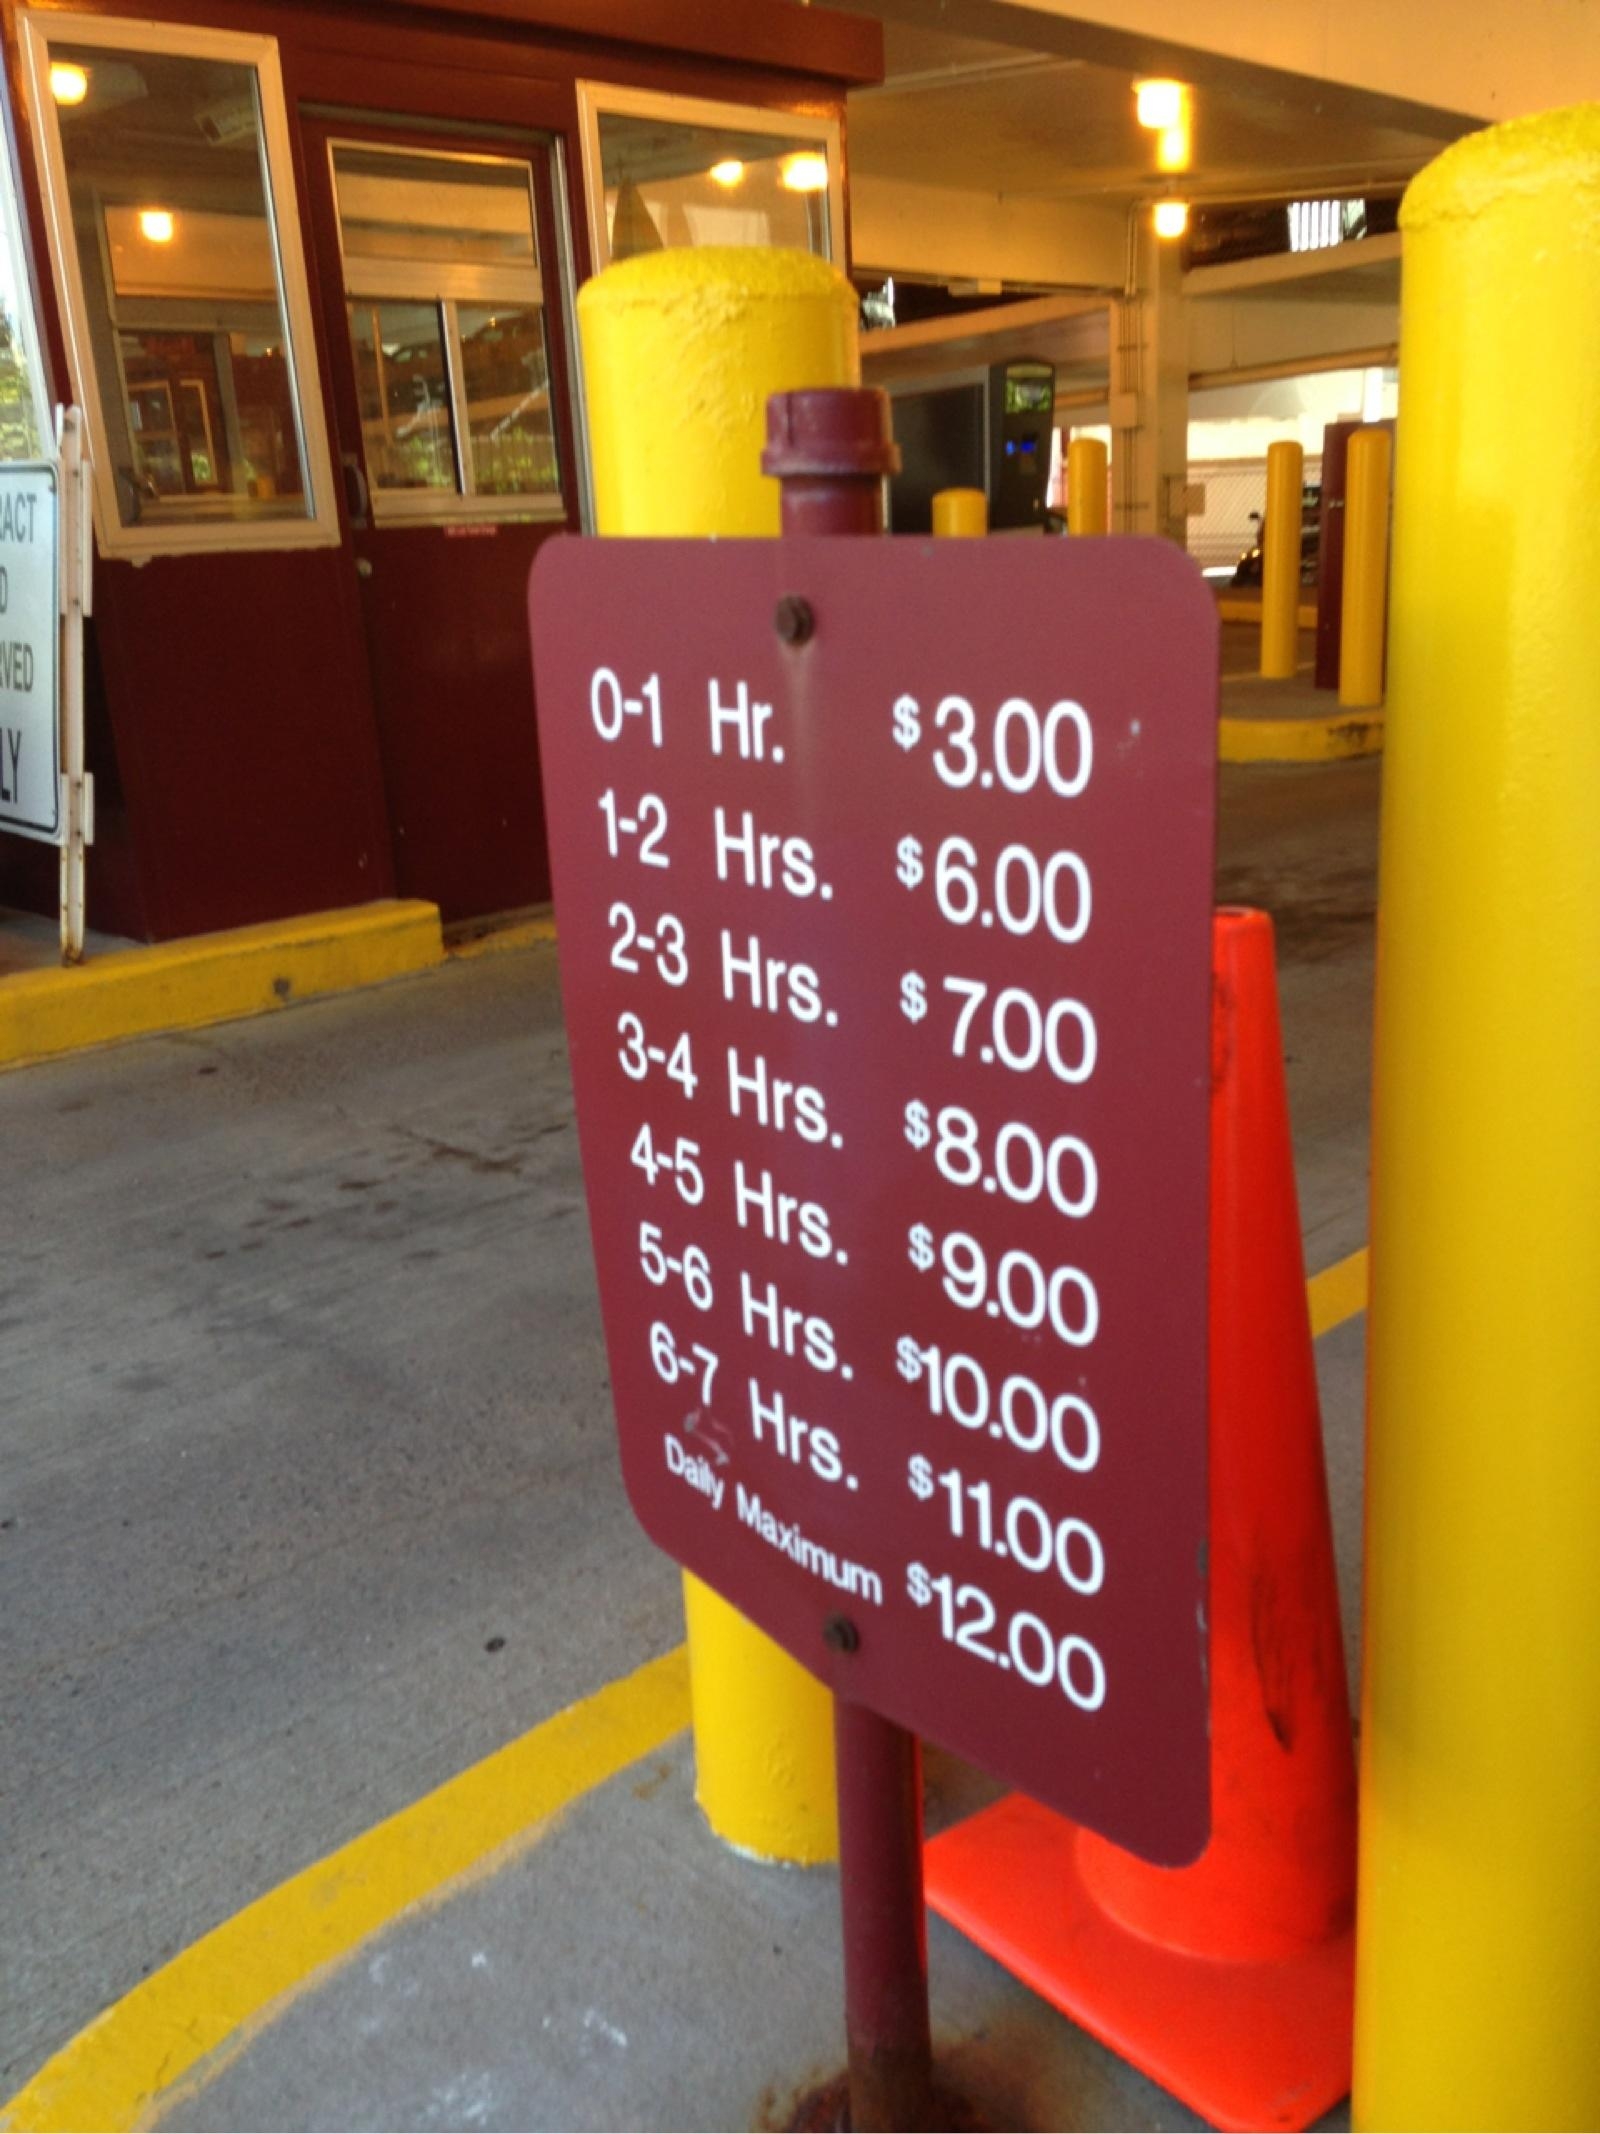 0-1 Hr. $3.00
1-2 Hrs. $6.00
2-3 Hrs. $7.00
3-4 Hrs. $8.00
4-5 Hrs. $9.00
5-6 Hrs. $10.00
6-7 Hrs. $11.00
Daily Maximum $12.00